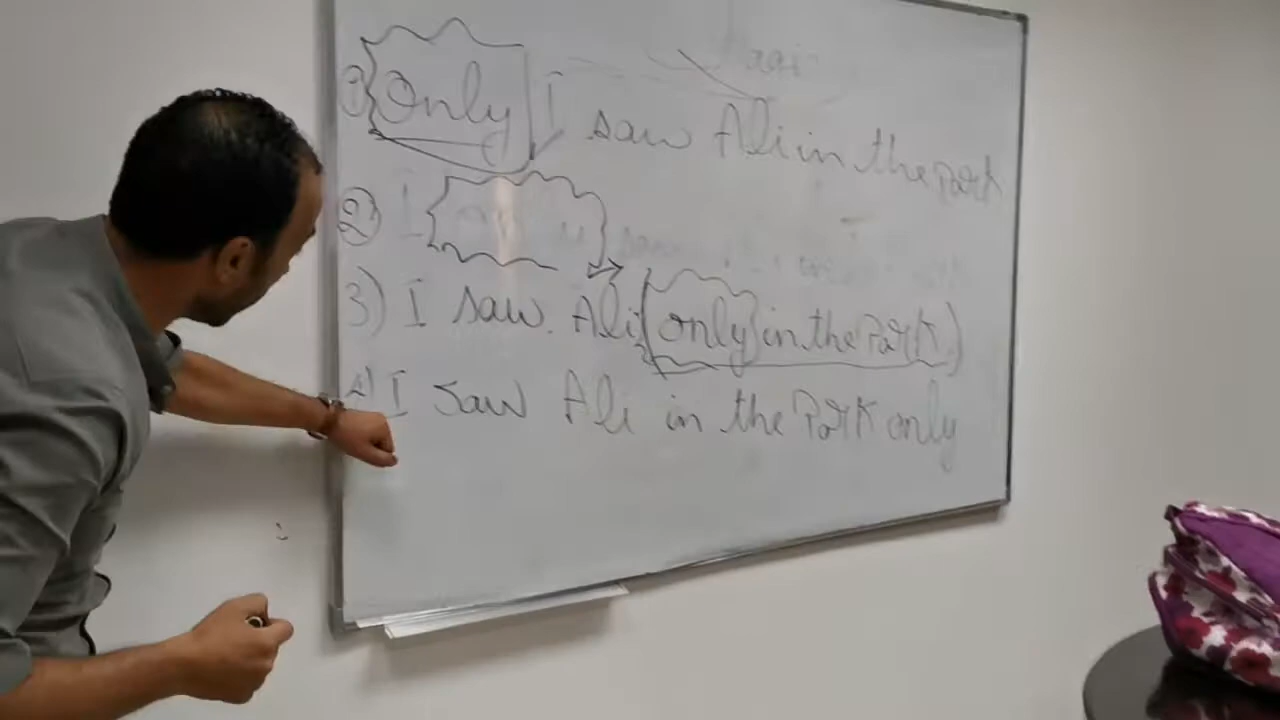 1) Only I saw Ali in the Park
2) I
3) I saw Ali only in the Park
4) I saw Ali in the Park only